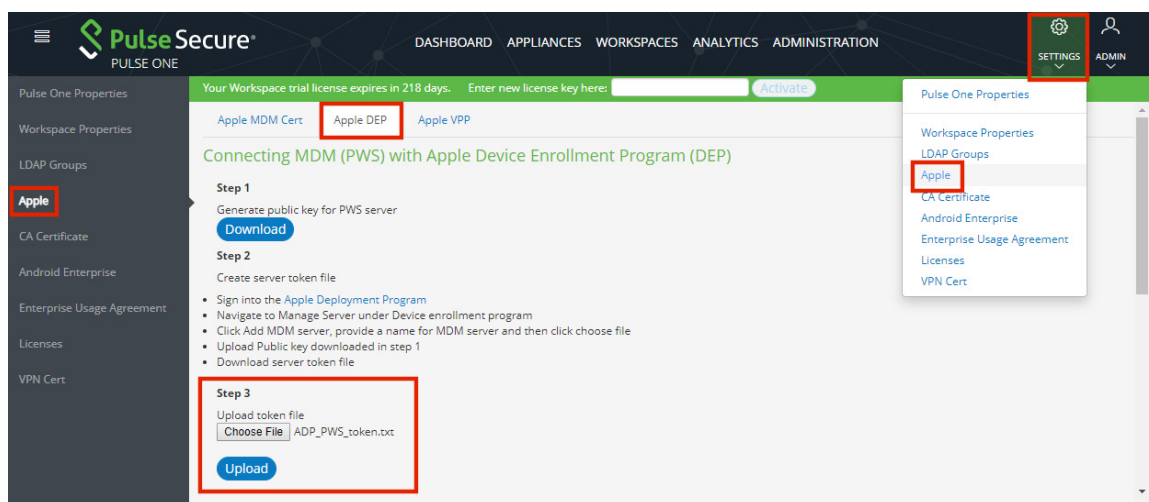 Pulse Secure®
PULSE ONE
DASHBOARD APPLIANCES WORKSPACES ANALYTICS ADMINISTRATION
SETTINGS
ADMIN
Pulse One Properties
Workspace Properties
LDAP Groups
Apple
CA Certificate
Android Enterprise
Enterprise Usage Agreement
Licenses
VPN Cert
Your Workspace trial license expires in 218 days. Enter new license key here: Activate
Apple MDM Cert Apple DEP Apple VPP
Connecting MDM (PWS) with Apple Device Enrollment Program (DEP)
Step 1
Generate public key for PWS server
Download
Step 2
Create server token file
• Sign into the Apple Deployment Program
• Navigate to Manage Server under Device enrollment program
• Click Add MDM server, provide a name for MDM server and then click choose file
• Upload Public key downloaded in step 1
• Download server token file
Step 3
Upload token file
Choose File ADP_PWS_token.txt
Upload
Pulse One Properties
Workspace Properties
LDAP Groups
Apple
CA Certificate
Android Enterprise
Enterprise Usage Agreement
Licenses
VPN Cert